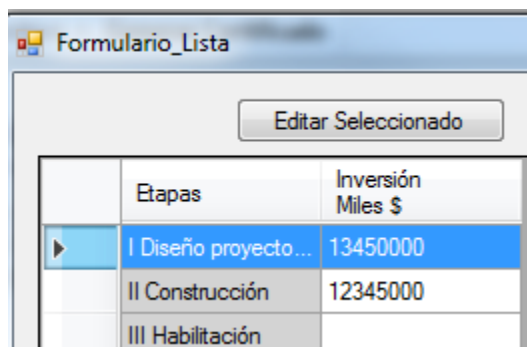 Formulario_Lista
Editar Seleccionado
Etapas
Inversión
Miles $
I Diseño proyecto... 13450000
II Construcción 12345000
III Habilitación